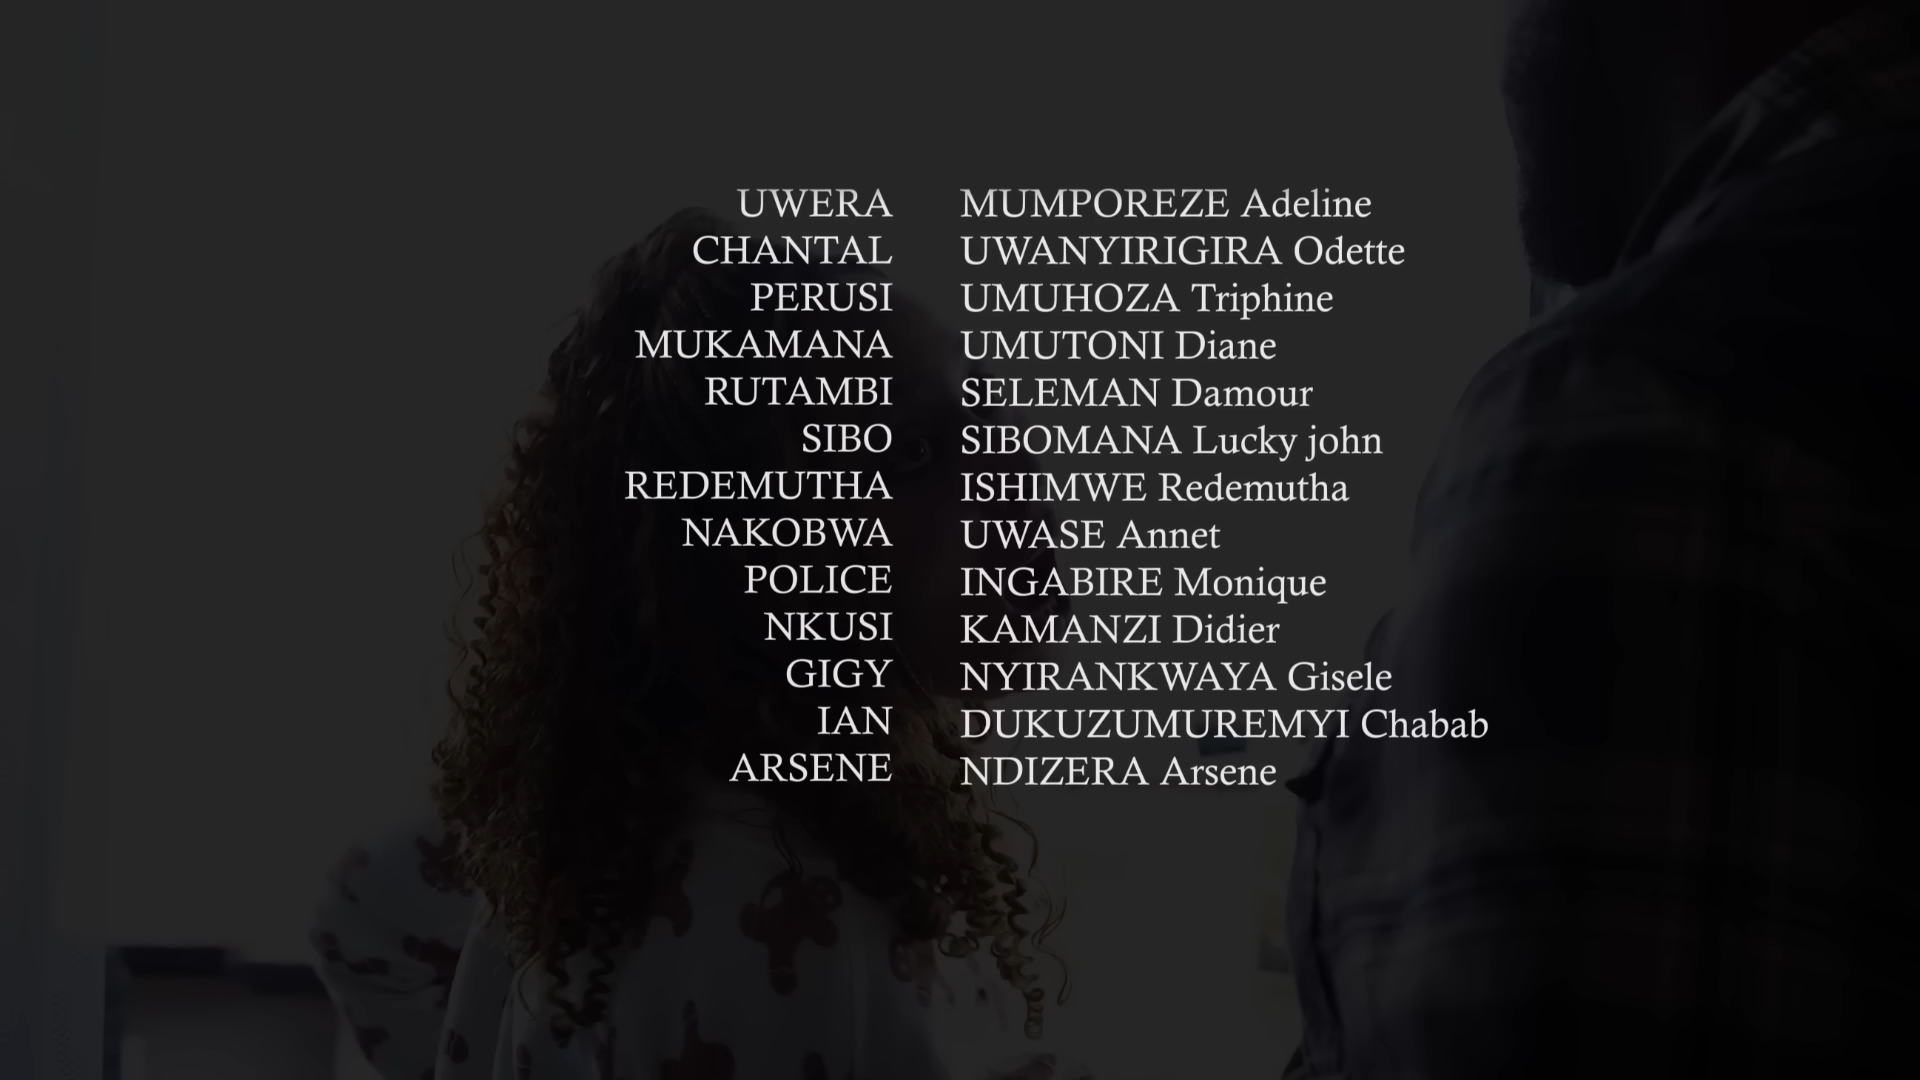 UWERA MUMPOREZE Adeline
CHANTAL UWANYIRIGIRA Odette
PERUSI UMUHOZA Triphine
MUKAMANA UMUTONI Diane
RUTAMBI SELEMAN Damour
SIBO SIBOMANA Lucky john
REDEMUTHA ISHIMWE Redemutha
NAKOBWA UWASE Annet
POLICE INGABIRE Monique
NKUSI KAMANZI Didier
GIGY NYIRANKWAYA Gisele
IAN DUKUZUMUREMYI Chabab
ARSENE NDIZERA Arsene